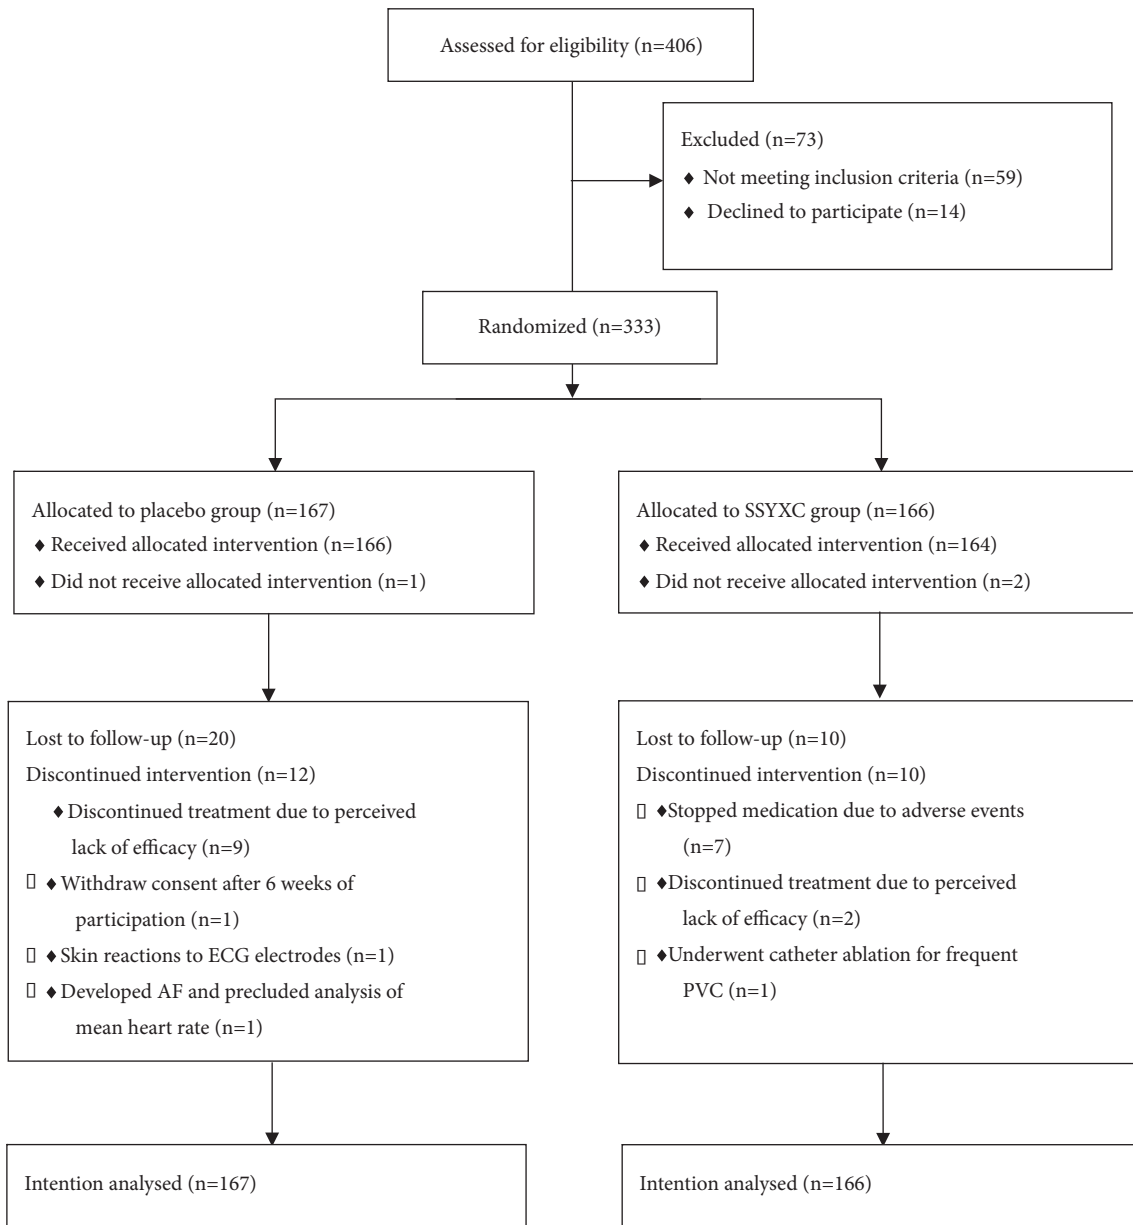 Assessed for eligibility (n=406)
Excluded (n=73)
♦ Not meeting inclusion criteria (n=59)
♦ Declined to participate (n=14)
Randomized (n=333)
Allocated to placebo group (n=167)
♦ Received allocated intervention (n=166)
♦ Did not receive allocated intervention (n=1)
Allocated to SSYXC group (n=166)
♦ Received allocated intervention (n=164)
♦ Did not receive allocated intervention (n=2)
Lost to follow-up (n=20)
Discontinued intervention (n=12)
♦ Discontinued treatment due to perceived
lack of efficacy (n=9)
▯ ♦ Withdraw consent after 6 weeks of
participation (n=1)
▯ ♦ Skin reactions to ECG electrodes (n=1)
▯ ♦ Developed AF and precluded analysis of
mean heart rate (n=1)
Lost to follow-up (n=10)
Discontinued intervention (n=10)
▯ ♦Stopped medication due to adverse events
(n=7)
▯ ♦Discontinued treatment due to perceived
lack of efficacy (n=2)
▯ ♦Underwent catheter ablation for frequent
PVC (n=1)
Intention analysed (n=167)
Intention analysed (n=166)